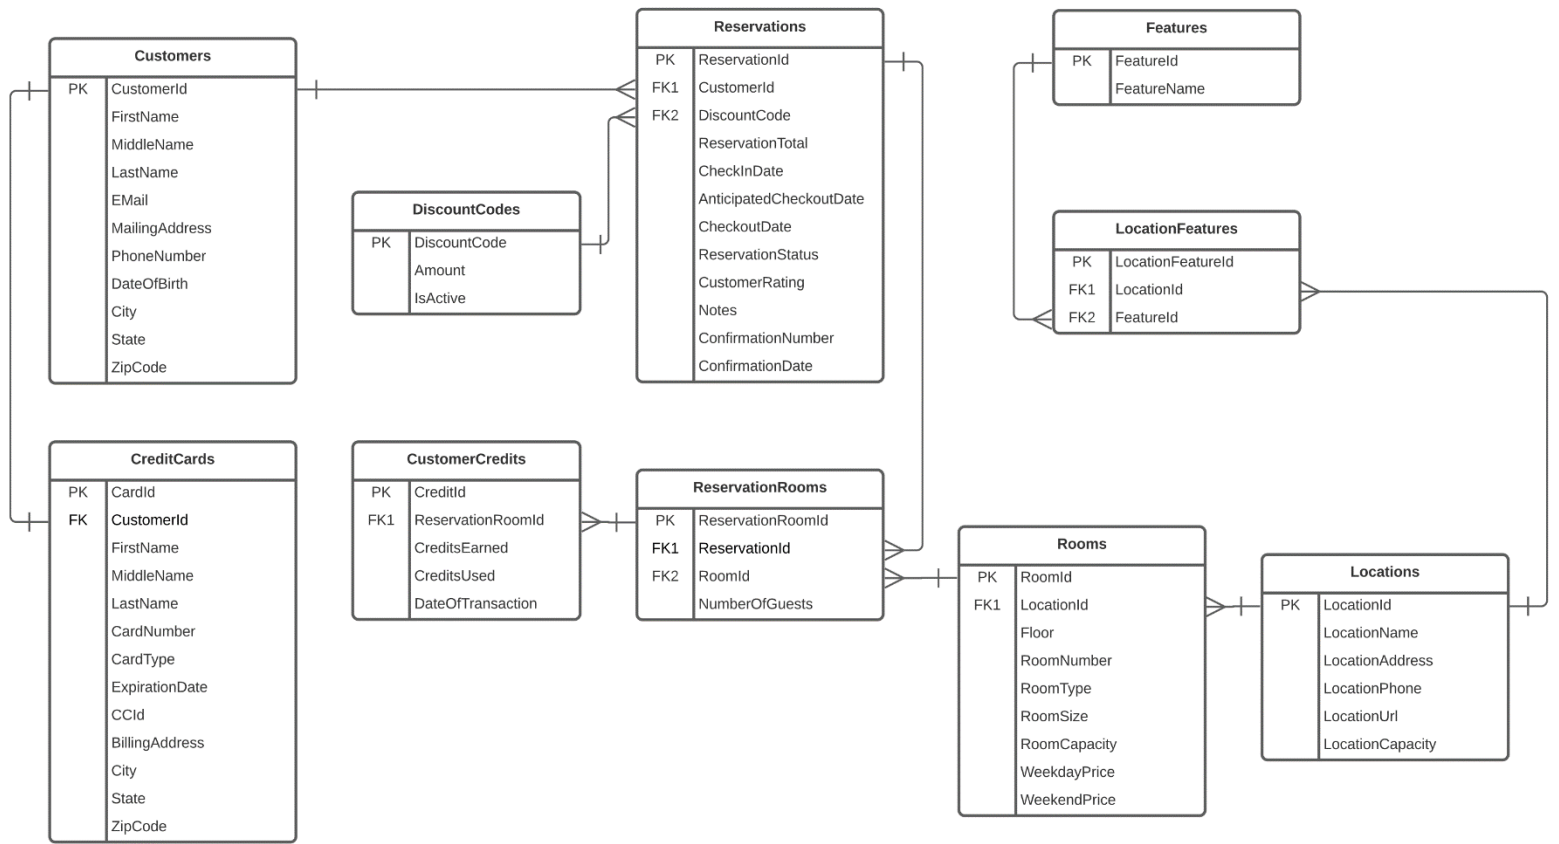 Customers
PK CustomerId
FirstName
MiddleName
LastName
EMail
MailingAddress
PhoneNumber
DateOfBirth
City
State
ZipCode
DiscountCodes
PK DiscountCode
Amount
IsActive
Reservations
PK ReservationId
FK1 CustomerId
FK2 DiscountCode
ReservationTotal
CheckInDate
AnticipatedCheckoutDate
CheckoutDate
ReservationStatus
CustomerRating
Notes
ConfirmationNumber
ConfirmationDate
Features
PK FeatureId
FeatureName
LocationFeatures
PK LocationFeatureId
FK1 LocationId
FK2 FeatureId
CreditCards
PK CardId
FK CustomerId
FirstName
MiddleName
LastName
CardNumber
CardType
ExpirationDate
CCId
BillingAddress
City
State
ZipCode
CustomerCredits
PK CreditId
FK1 ReservationRoomId
CreditsEarned
CreditsUsed
DateOfTransaction
ReservationRooms
PK ReservationRoomId
FK1 ReservationId
FK2 RoomId
NumberOfGuests
Rooms
PK RoomId
FK1 LocationId
Floor
RoomNumber
RoomType
RoomSize
RoomCapacity
WeekdayPrice
WeekendPrice
Locations
PK LocationId
LocationName
LocationAddress
LocationPhone
LocationUrl
LocationCapacity